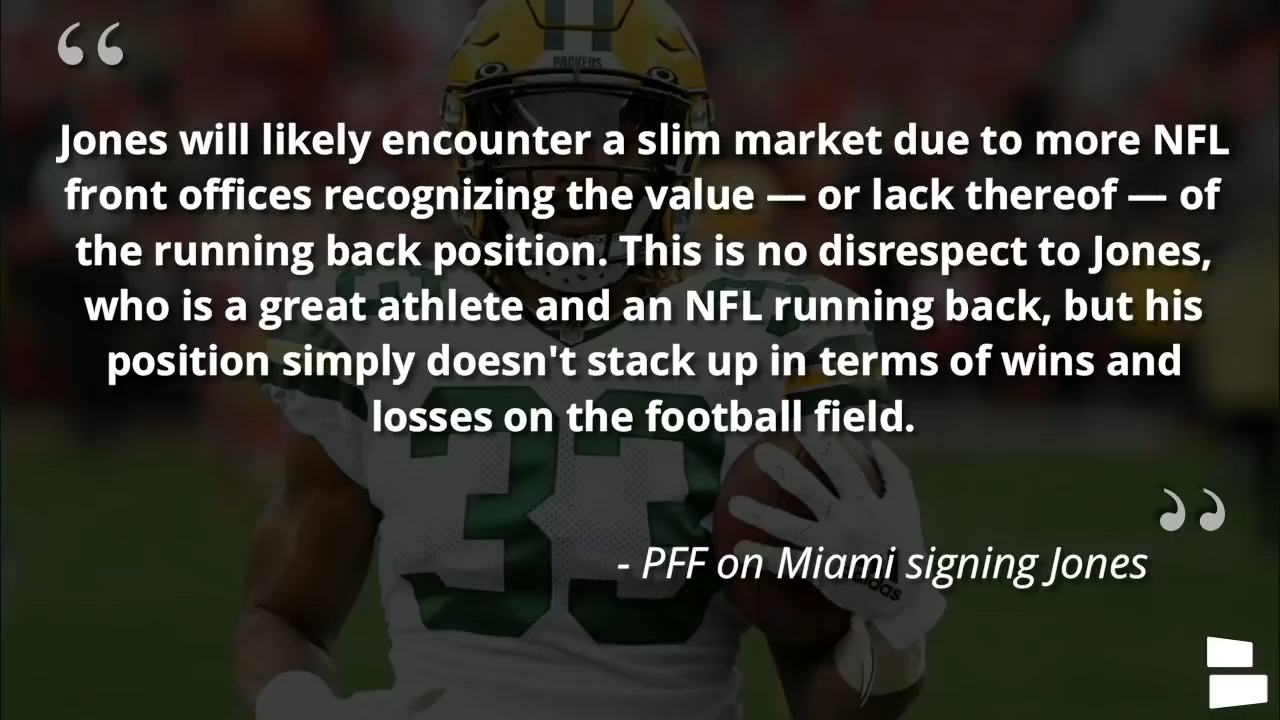 “
PACKERS
Jones will likely encounter a slim market due to more NFL
front offices recognizing the value — or lack thereof — of
the running back position. This is no disrespect to Jones,
who is a great athlete and an NFL running back, but his
position simply doesn't stack up in terms of wins and
losses on the football field.
33
”
- PFF on Miami signing Jones
adidas